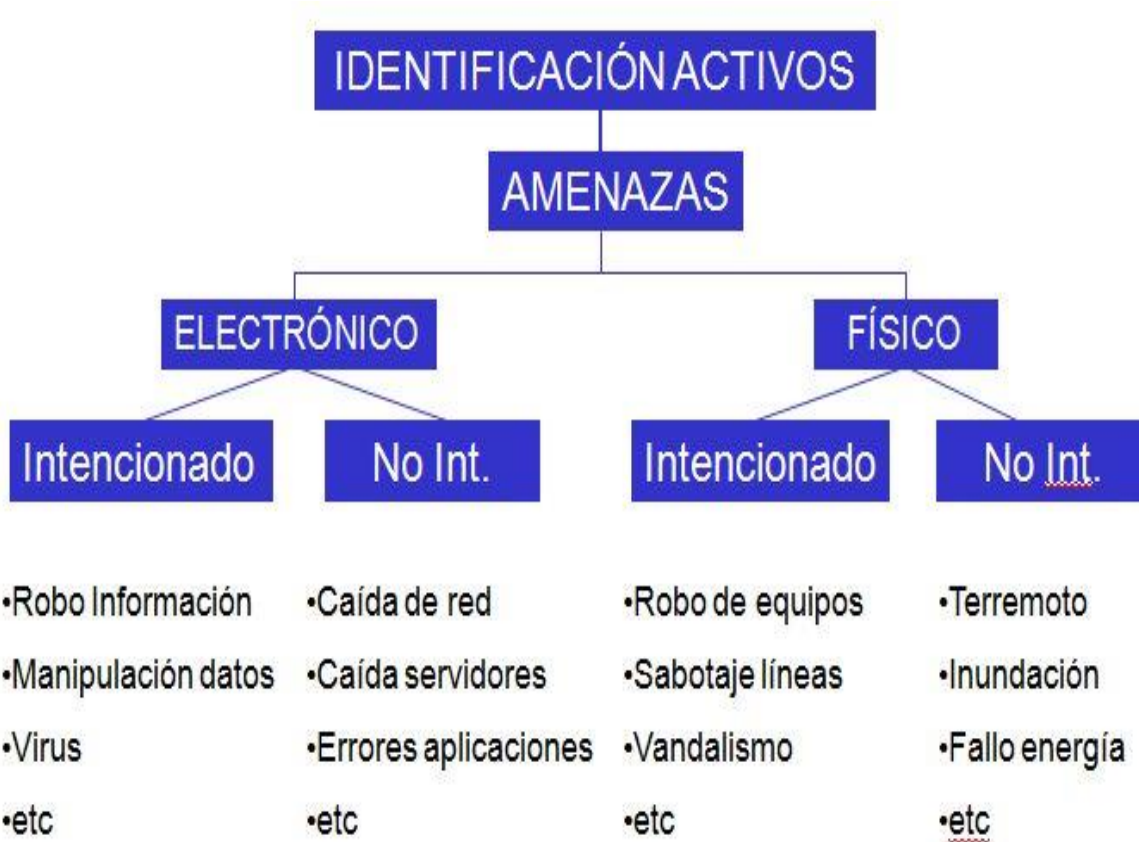 IDENTIFICACIÓN ACTIVOS
AMENAZAS
ELECTRÓNICO
FÍSICO
Intencionado
No Int.
Intencionado
No Int.
•Robo Información
•Manipulación datos
•Virus
•etc
•Caída de red
•Caída servidores
•Errores aplicaciones
•etc
•Robo de equipos
•Sabotaje líneas
•Vandalismo
•etc
•Terremoto
•Inundación
•Fallo energía
•etc